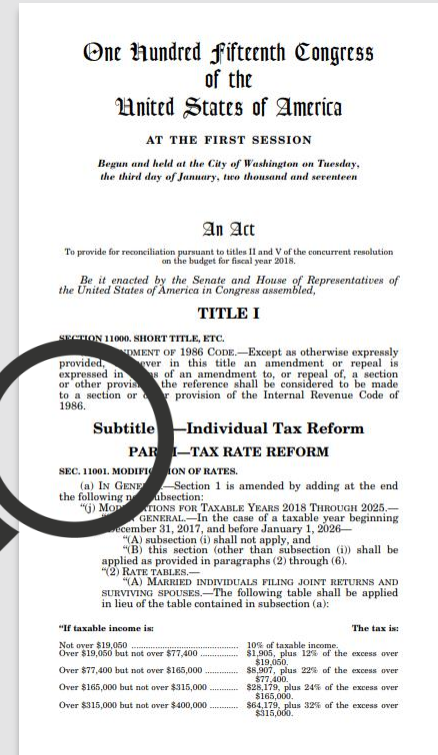 One Hundred Fifteenth Congress
of the
United States of America
AT THE FIRST SESSION
Begun and held at the City of Washington on Tuesday,
the third day of January, two thousand and seventeen
An Act
To provide for reconciliation pursuant to titles II and V of the concurrent resolution
on the budget for fiscal year 2018.
Be it enacted by the Senate and House of Representatives of
the United States of America in Congress assembled,
TITLE I
SECTION 11000. SHORT TITLE, ETC.
OF 1986 CODE.—Except as otherwise expressly
provided, in this title an amendment or repeal is
expressed in of an amendment to, or repeal of, a section
or other the reference shall be considered to be made
to a section or provision of the Internal Revenue Code of
1986.
Subtitle —Individual Tax Reform
—TAX RATE REFORM
SEC. 11001. OF RATES.
(a) IN —Section 1 is amended by adding at the end
the following subsection:
"(j) FOR TAXABLE YEARS 2018 THROUGH 2025.—
GENERAL.—In the case of a taxable year beginning
December 31, 2017, and before January 1, 2026—
"(A) subsection (i) shall not apply, and
"(B) this section (other than subsection (i)) shall be
applied as provided in paragraphs (2) through (6).
"(2) RATE TABLES.—
"(A) MARRIED INDIVIDUALS FILING JOINT RETURNS AND
SURVIVING SPOUSES.—The following table shall be applied
in lieu of the table contained in subsection (a):
"If taxable income is: The tax is:
Not over $19,050 ........................................ 10% of taxable income.
Over $19,050 but not over $77,400 .............. $1,905, plus 12% of the excess over
$19,050.
Over $77,400 but not over $165,000 ............ $8,907, plus 22% of the excess over
$77,400.
Over $165,000 but not over $315,000 .......... $28,179, plus 24% of the excess over
$165,000.
Over $315,000 but not over $400,000 .......... $64,179, plus 32% of the excess over
$315,000.